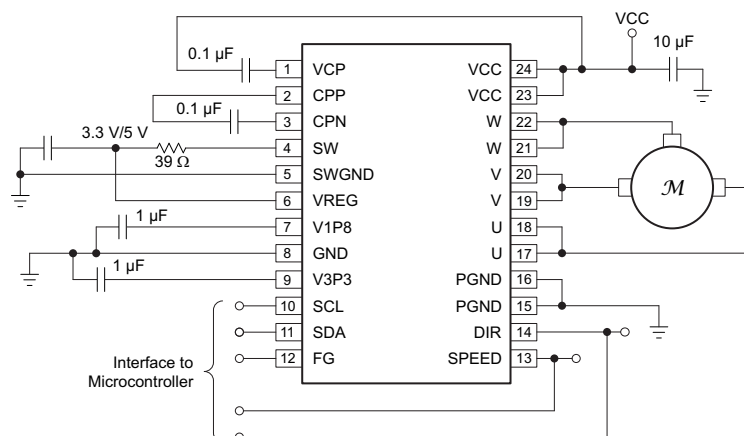 VCC
10 µF
0.1 µF
1 VCP VCC 24
2 CPP VCC 23
0.1 µF
3 CPN W 22
3.3 V/5 V
39 Ω
4 SW W 21
5 SWGND V 20
6 VREG V 19
M
1 µF
7 V1P8 U 18
8 GND U 17
1 µF
9 V3P3 PGND 16
10 SCL PGND 15
11 SDA DIR 14
12 FG SPEED 13
Interface to
Microcontroller